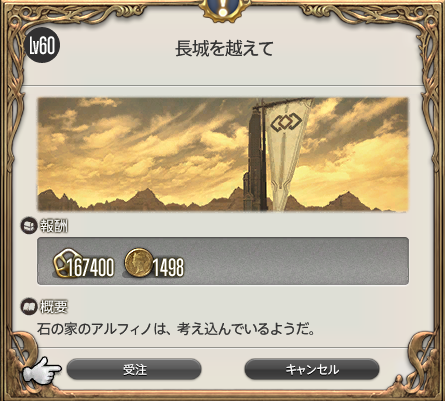 Lv60
長城を越えて
報酬
167400 1498
概要
石の家のアルフィノは、考え込んでいるようだ。
受注 キャンセル